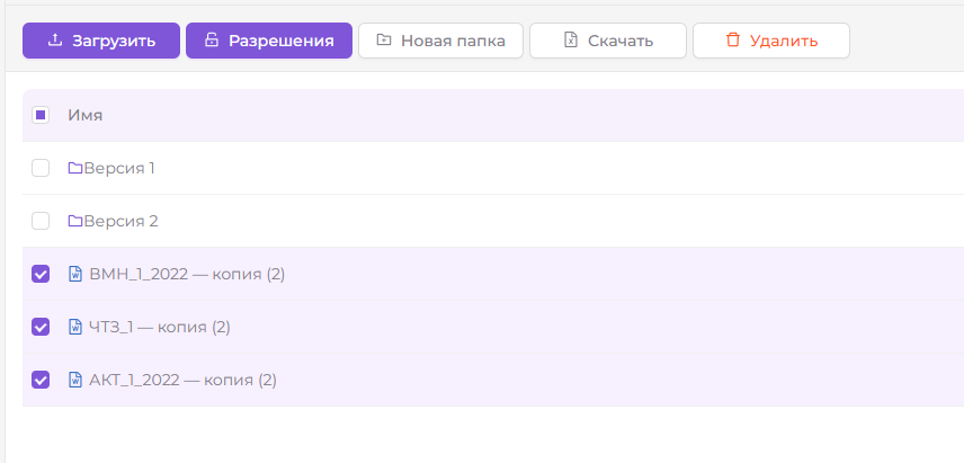 Загрузить Разрешения Новая папка Скачать Удалить
Имя
Версия 1
Версия 2
ВМН_1_2022 — копия (2)
ЧТЗ_1 — копия (2)
АКТ_1_2022 — копия (2)